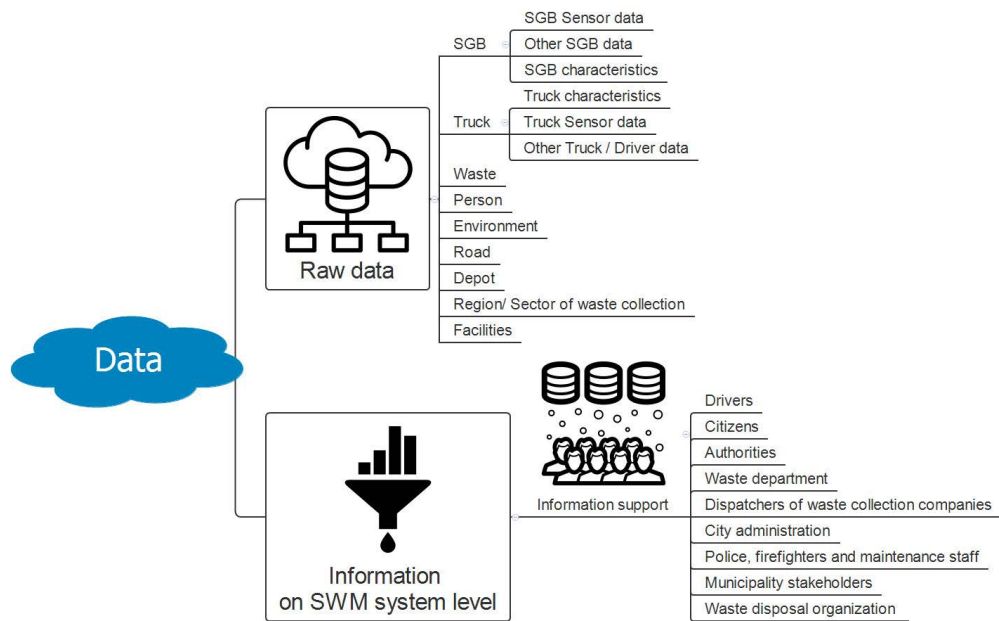 Data
Raw data
SGB
SGB Sensor data
Other SGB data
SGB characteristics
Truck
Truck characteristics
Truck Sensor data
Other Truck / Driver data
Waste
Person
Environment
Road
Depot
Region/ Sector of waste collection
Facilities
Information
on SWM system level
Information support
Drivers
Citizens
Authorities
Waste department
Dispatchers of waste collection companies
City administration
Police, firefighters and maintenance staff
Municipality stakeholders
Waste disposal organization